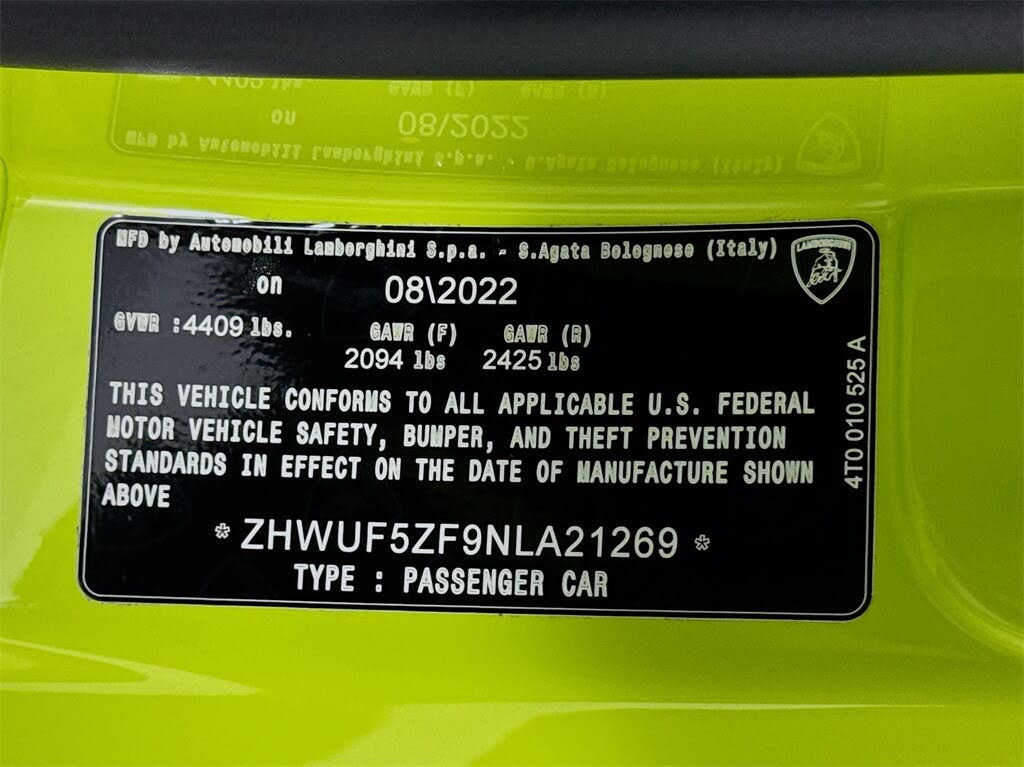 MFD by Automobili Lamborghini S.p.a. - S.Agata Bolognese (Italy)
LAMBORGHINI
on 08\2022
GVWR :4409 lbs. GAWR (F) GAWR (R)
2094 lbs 2425 lbs
THIS VEHICLE CONFORMS TO ALL APPLICABLE U.S. FEDERAL
MOTOR VEHICLE SAFETY, BUMPER, AND THEFT PREVENTION
STANDARDS IN EFFECT ON THE DATE OF MANUFACTURE SHOWN
ABOVE
* ZHWUF5ZF9NLA21269 *
TYPE : PASSENGER CAR
4T0 010 525 A